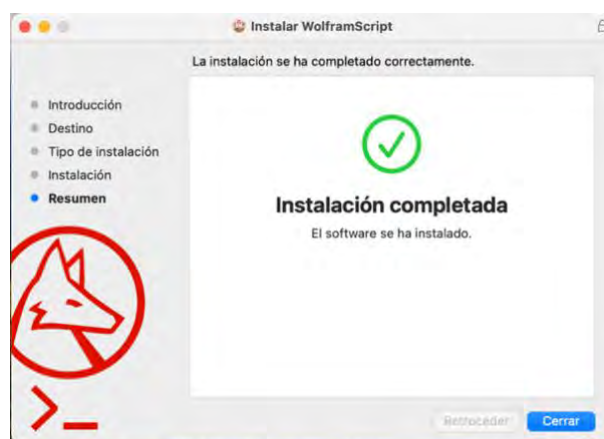 Instalar WolframScript
La instalación se ha completado correctamente.
Introducción
Destino
Tipo de instalación
Instalación
Resumen
Instalación completada
El software se ha instalado.
>_
Retroceder
Cerrar